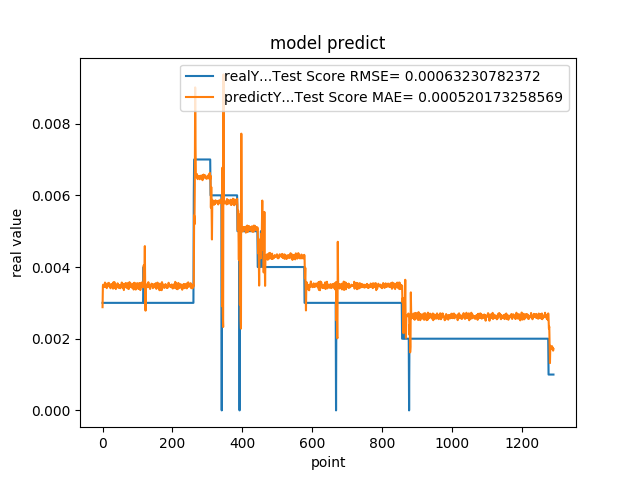 model predict
realY...Test Score RMSE= 0.00063230782372
predictY...Test Score MAE= 0.000520173258569
0.008
0.006
0.004
0.002
0.000
real value
0 200 400 600 800 1000 1200
point